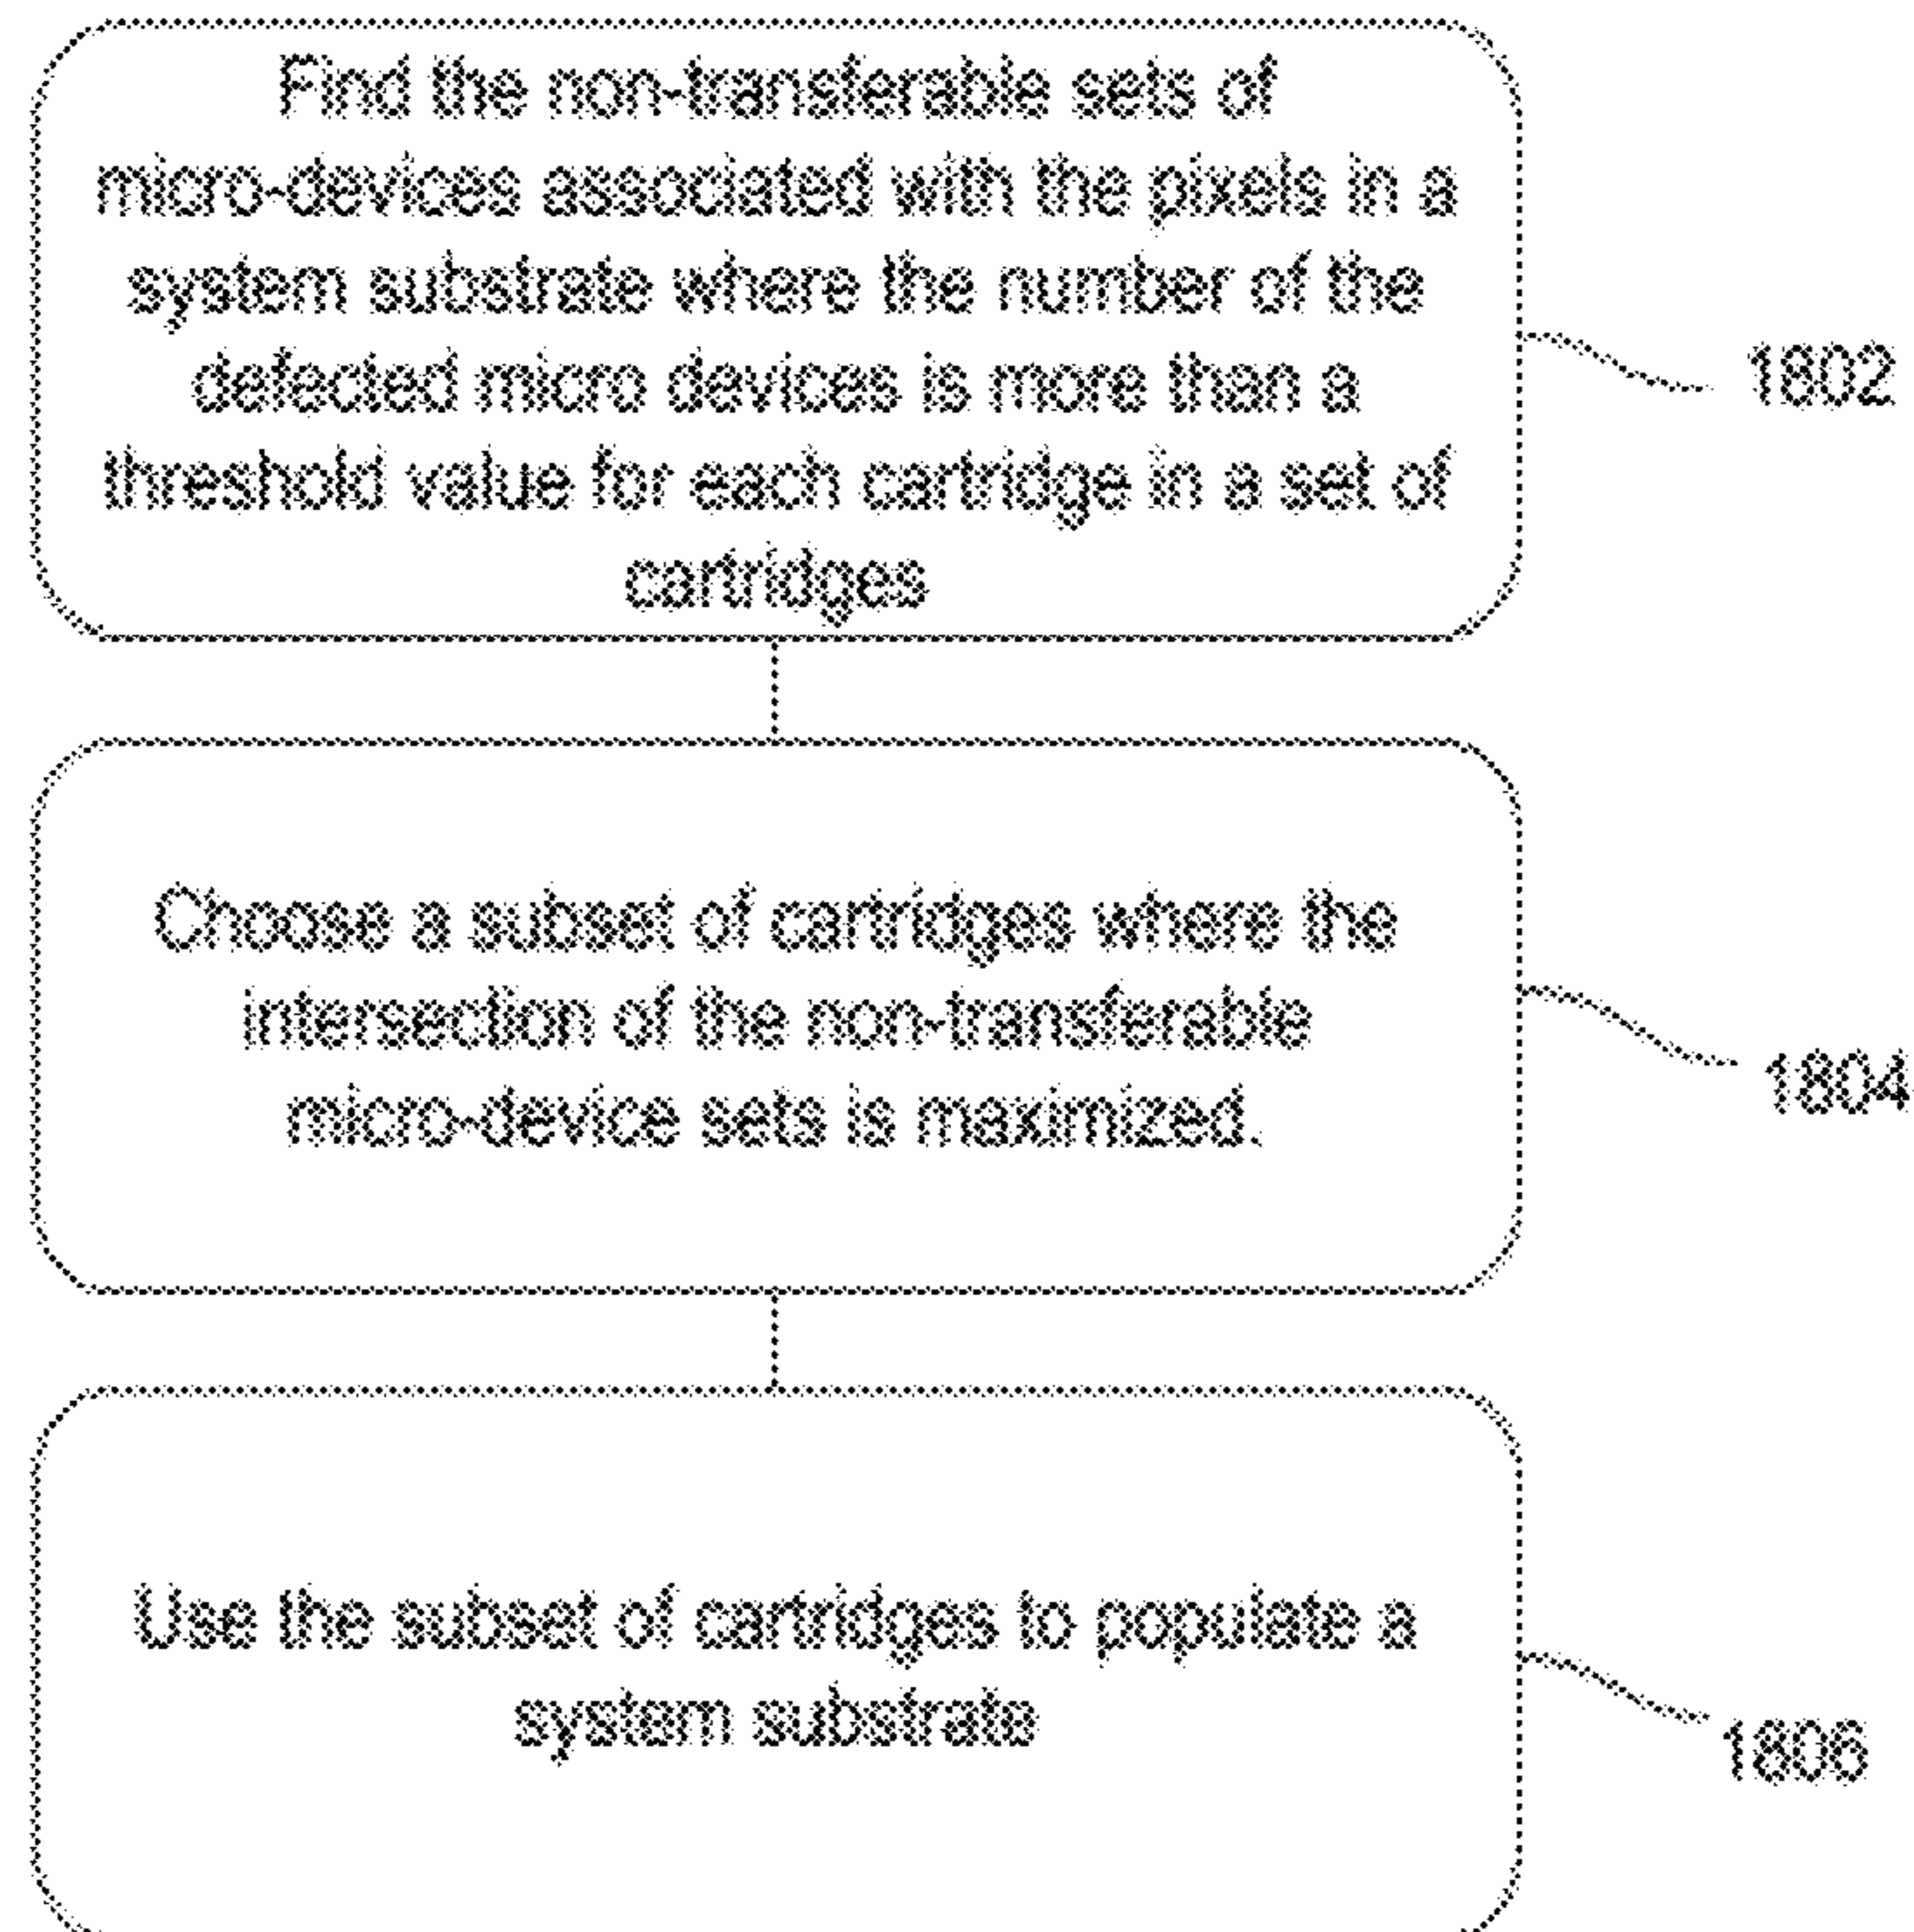 Find the non-transferable sets of
micro-devices associated with the pixels in a
system substrate where the number of the
defected micro devices is more than a
threshold value for each cartridge in a set of
cartridges
1802
Choose a subset of cartridges where the
intersection of the non-transferable
micro-device sets is maximized.
1804
Use the subset of cartridges to populate a
system substrate
1806